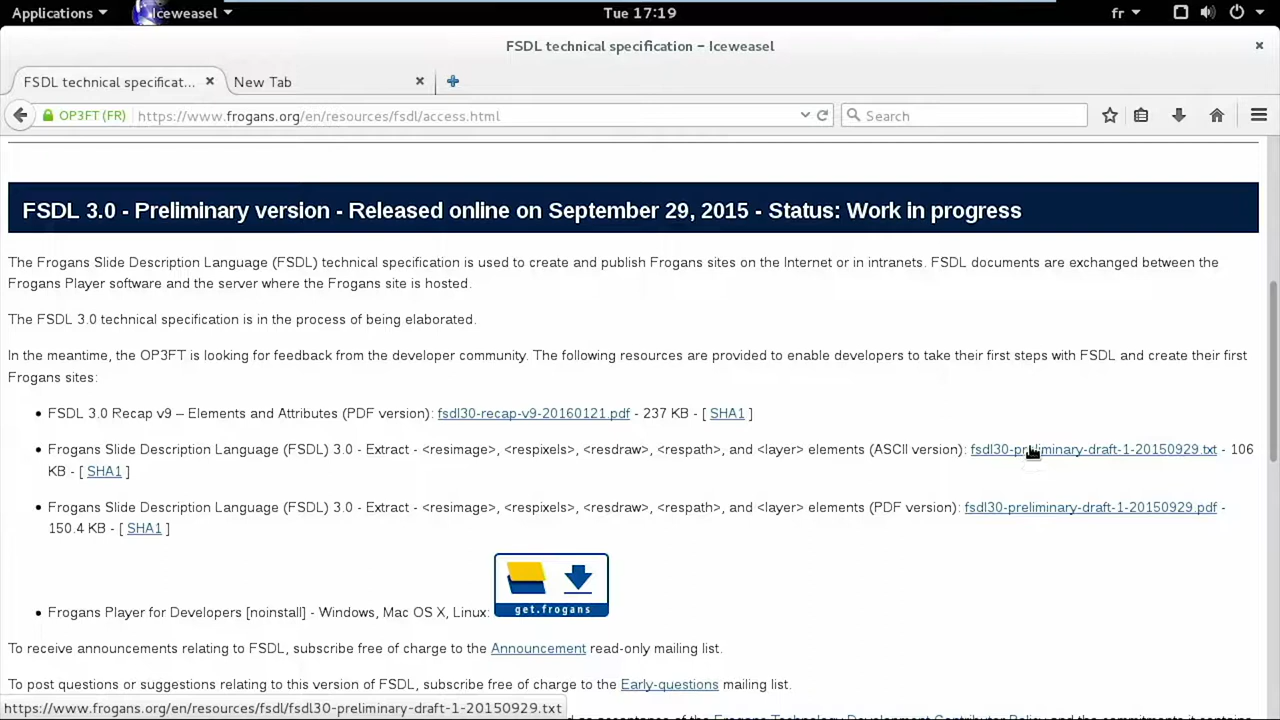 Applications Iceweasel Tue 17:19 fr
FSDL technical specification – Iceweasel
FSDL technical specificat... New Tab
OP3FT (FR) https://www.frogans.org/en/resources/fsdl/access.html Search
FSDL 3.0 - Preliminary version - Released online on September 29, 2015 - Status: Work in progress
The Frogans Slide Description Language (FSDL) technical specification is used to create and publish Frogans sites on the Internet or in intranets. FSDL documents are exchanged between the
Frogans Player software and the server where the Frogans site is hosted.
The FSDL 3.0 technical specification is in the process of being elaborated.
In the meantime, the OP3FT is looking for feedback from the developer community. The following resources are provided to enable developers to take their first steps with FSDL and create their first
Frogans sites:
• FSDL 3.0 Recap v9 – Elements and Attributes (PDF version): fsdl30-recap-v9-20160121.pdf - 237 KB - [ SHA1 ]
• Frogans Slide Description Language (FSDL) 3.0 - Extract - <resimage>, <respixels>, <resdraw>, <respath>, and <layer> elements (ASCII version): fsdl30-preliminary-draft-1-20150929.txt - 106
KB - [ SHA1 ]
• Frogans Slide Description Language (FSDL) 3.0 - Extract - <resimage>, <respixels>, <resdraw>, <respath>, and <layer> elements (PDF version): fsdl30-preliminary-draft-1-20150929.pdf -
150.4 KB - [ SHA1 ]
• Frogans Player for Developers [noinstall] - Windows, Mac OS X, Linux: get.frogans
To receive announcements relating to FSDL, subscribe free of charge to the Announcement read-only mailing list.
To post questions or suggestions relating to this version of FSDL, subscribe free of charge to the Early-questions mailing list.
https://www.frogans.org/en/resources/fsdl/fsdl30-preliminary-draft-1-20150929.txt